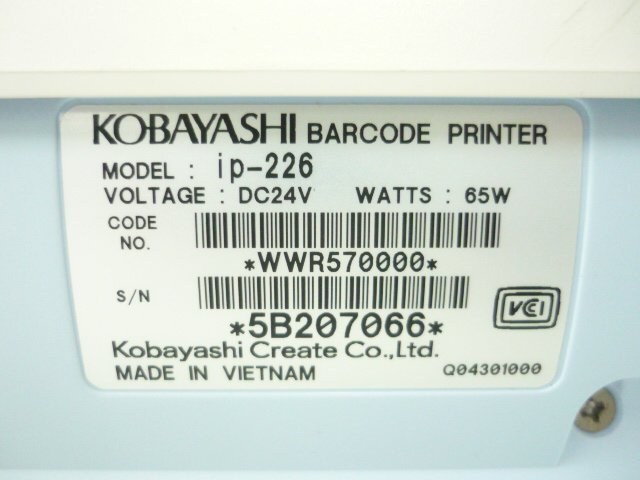 KOBAYASHI BARCODE PRINTER
MODEL : ip-226
VOLTAGE : DC24V WATTS : 65W
CODE NO.
*WWR570000*
S/N
*5B207066*
VCCI
Kobayashi Create Co.,Ltd.
MADE IN VIETNAM Q04301000